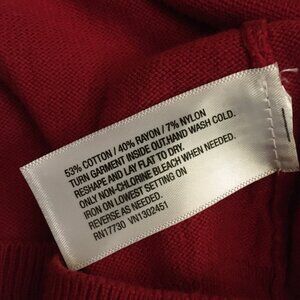 53% COTTON / 40% RAYON / 7% NYLON
TURN GARMENT INSIDE OUT.HAND WASH COLD.
RESHAPE AND LAY FLAT TO DRY.
ONLY NON-CHLORINE BLEACH WHEN NEEDED.
IRON ON LOWEST SETTING ON
REVERSE AS NEEDED.
RN17730 VN1302451